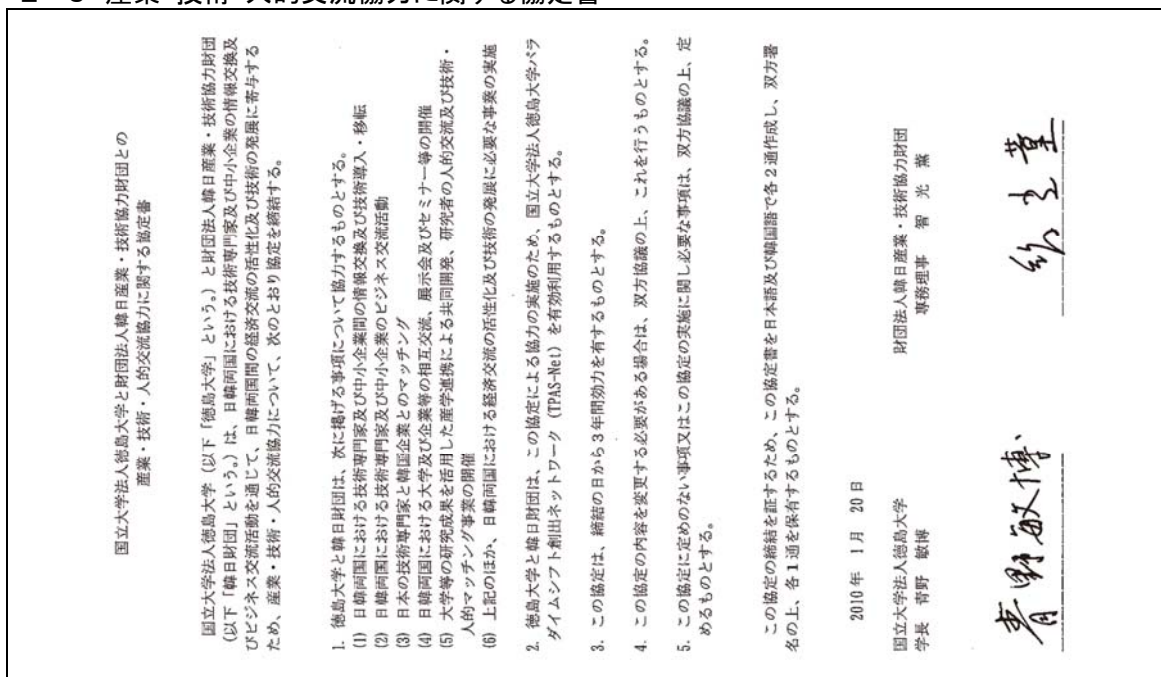 ２－３ 産業・技術・人的交流協力に関する協定書
国立大学法人徳島大学と財団法人韓日産業・技術協力財団との
産業・技術・人的交流協力に関する協定書
国立大学法人徳島大学（以下「徳島大学」という。）と財団法人韓日産業・技術協力財団
（以下「韓日財団」という。）は、日韓両国における技術専門家及び中小企業の情報交換及
びビジネス交流活動を通じて、日韓両国間の経済交流の活性化及び技術の発展に寄与する
ため、産業・技術・人的交流協力について、次のとおり協定を締結する。
1. 徳島大学と韓日財団は、次に掲げる事項について協力するものとする。
(1) 日韓両国における技術専門家及び中小企業間の情報交換及び技術導入・移転
(2) 日韓両国における技術専門家及び中小企業のビジネス交流活動
(3) 日本の技術専門家と韓国企業とのマッチング
(4) 日韓両国における大学及び企業等の相互交流、展示会及びセミナー等の開催
(5) 大学等の研究成果を活用した産学連携による共同開発、研究者の人的交流及び技術・
人的マッチング事業の開催
(6) 上記のほか、日韓両国における経済交流の活性化及び技術の発展に必要な事業の実施
2. 徳島大学と韓日財団は、この協定による協力の実施のため、国立大学法人徳島大学パラ
ダイムシフト創出ネットワーク（TPAS-Net）を有効利用するものとする。
3. この協定は、締結の日から３年間効力を有するものとする。
4. この協定の内容を変更する必要がある場合は、双方協議の上、これを行うものとする。
5. この協定に定めのない事項又はこの協定の実施に関し必要な事項は、双方協議の上、定
めるものとする。
この協定の締結を証するため、この協定書を日本語及び韓国語で各２通作成し、双方署
名の上、各１通を保有するものとする。
2010年 1月 20日
国立大学法人徳島大学
学長 青野 敏博
財団法人韓日産業・技術協力財団
専務理事 智 光 薫
青野敏博